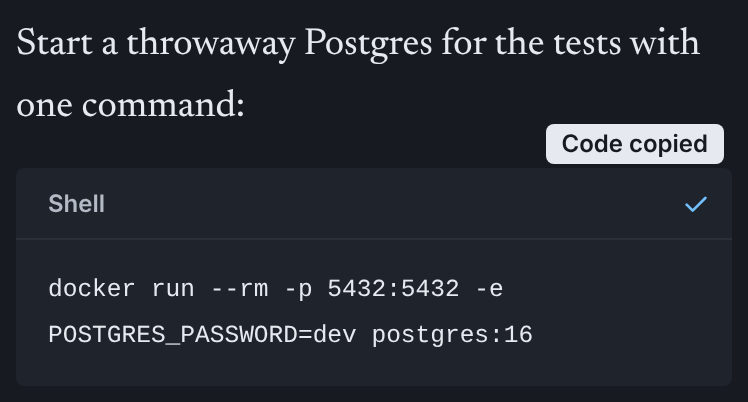 Start a throwaway Postgres for the tests with
one command:
Code copied
Shell
docker run --rm -p 5432:5432 -e
POSTGRES_PASSWORD=dev postgres:16